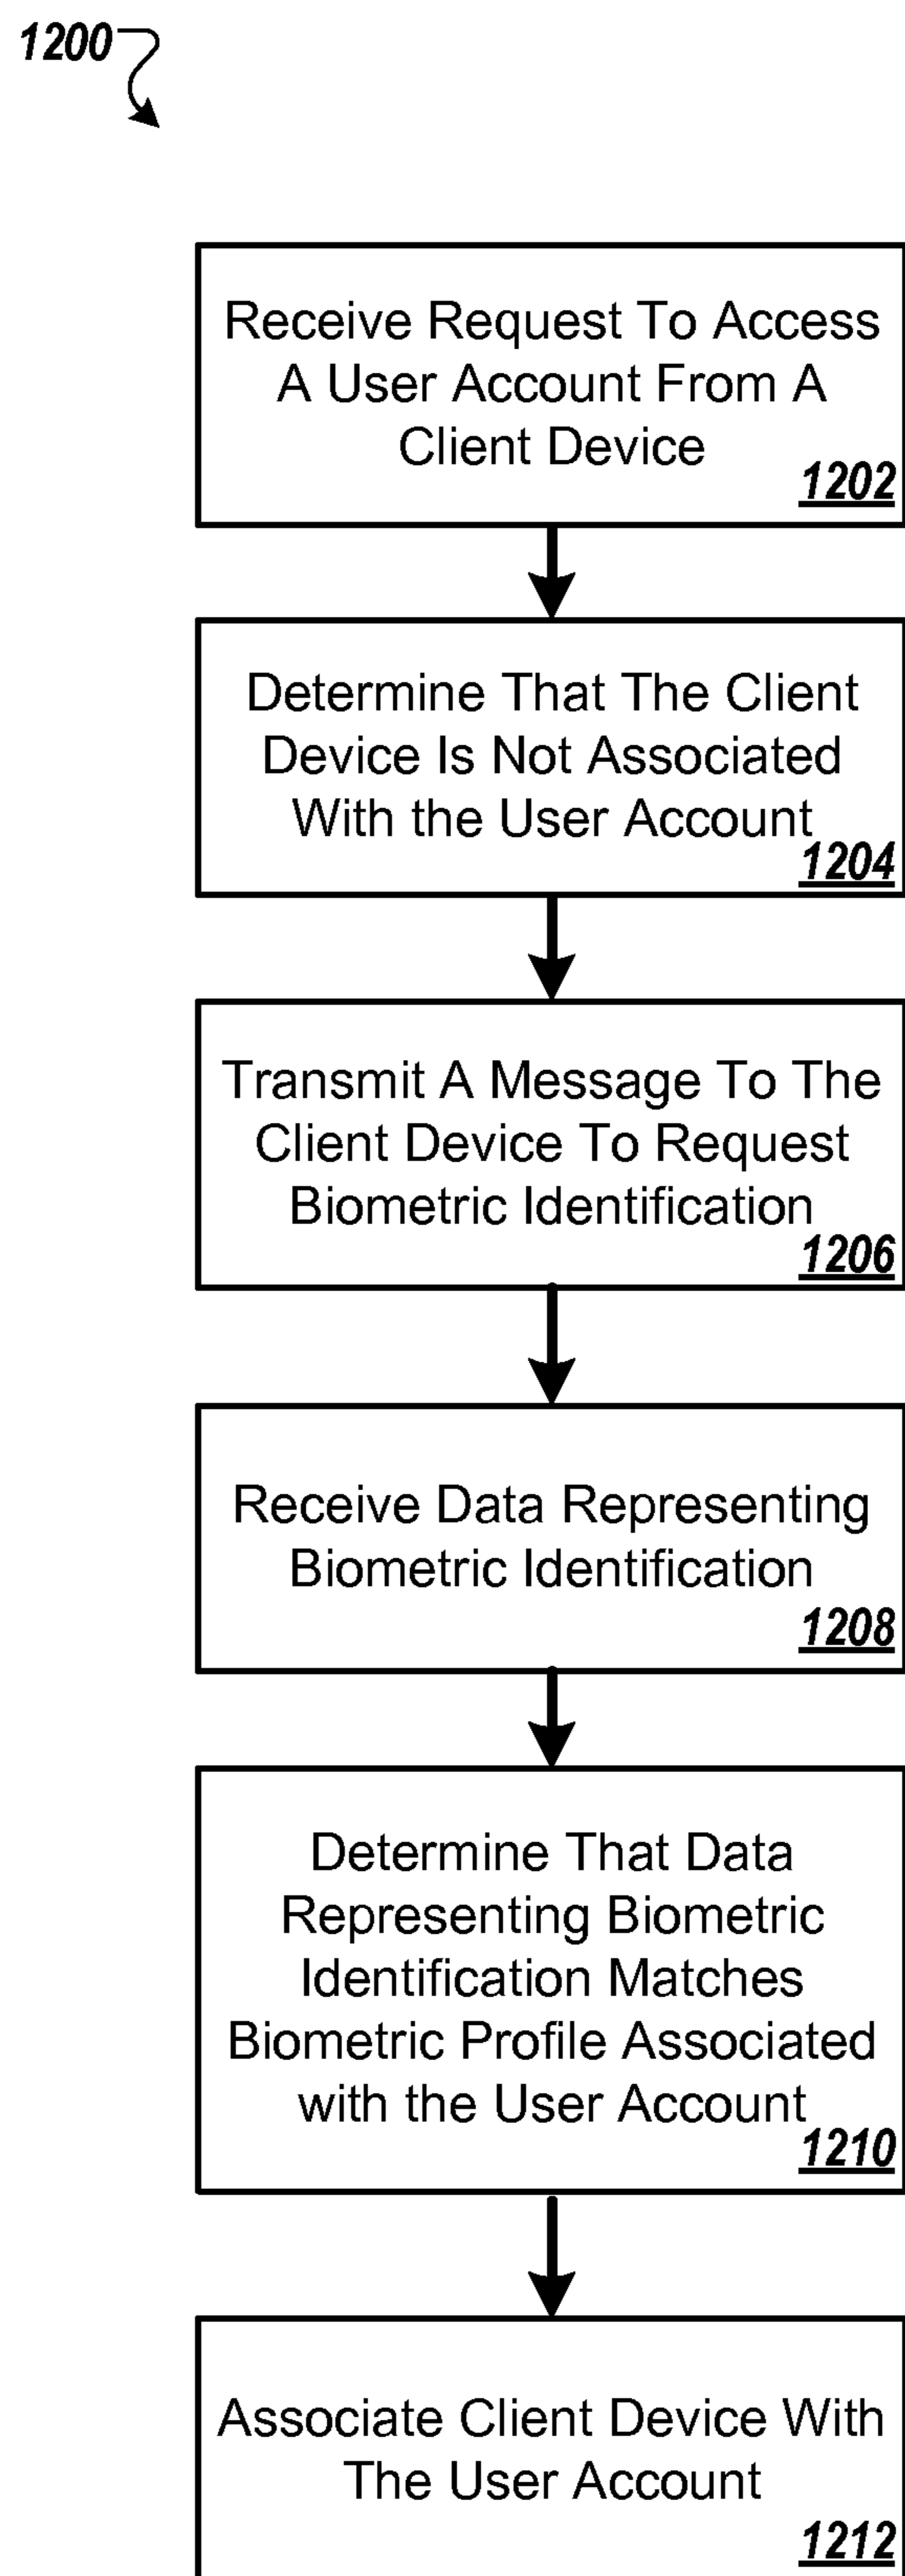 1200
Receive Request To Access
A User Account From A
Client Device
1202
Determine That The Client
Device Is Not Associated
With the User Account
1204
Transmit A Message To The
Client Device To Request
Biometric Identification
1206
Receive Data Representing
Biometric Identification
1208
Determine That Data
Representing Biometric
Identification Matches
Biometric Profile Associated
with the User Account
1210
Associate Client Device With
The User Account
1212